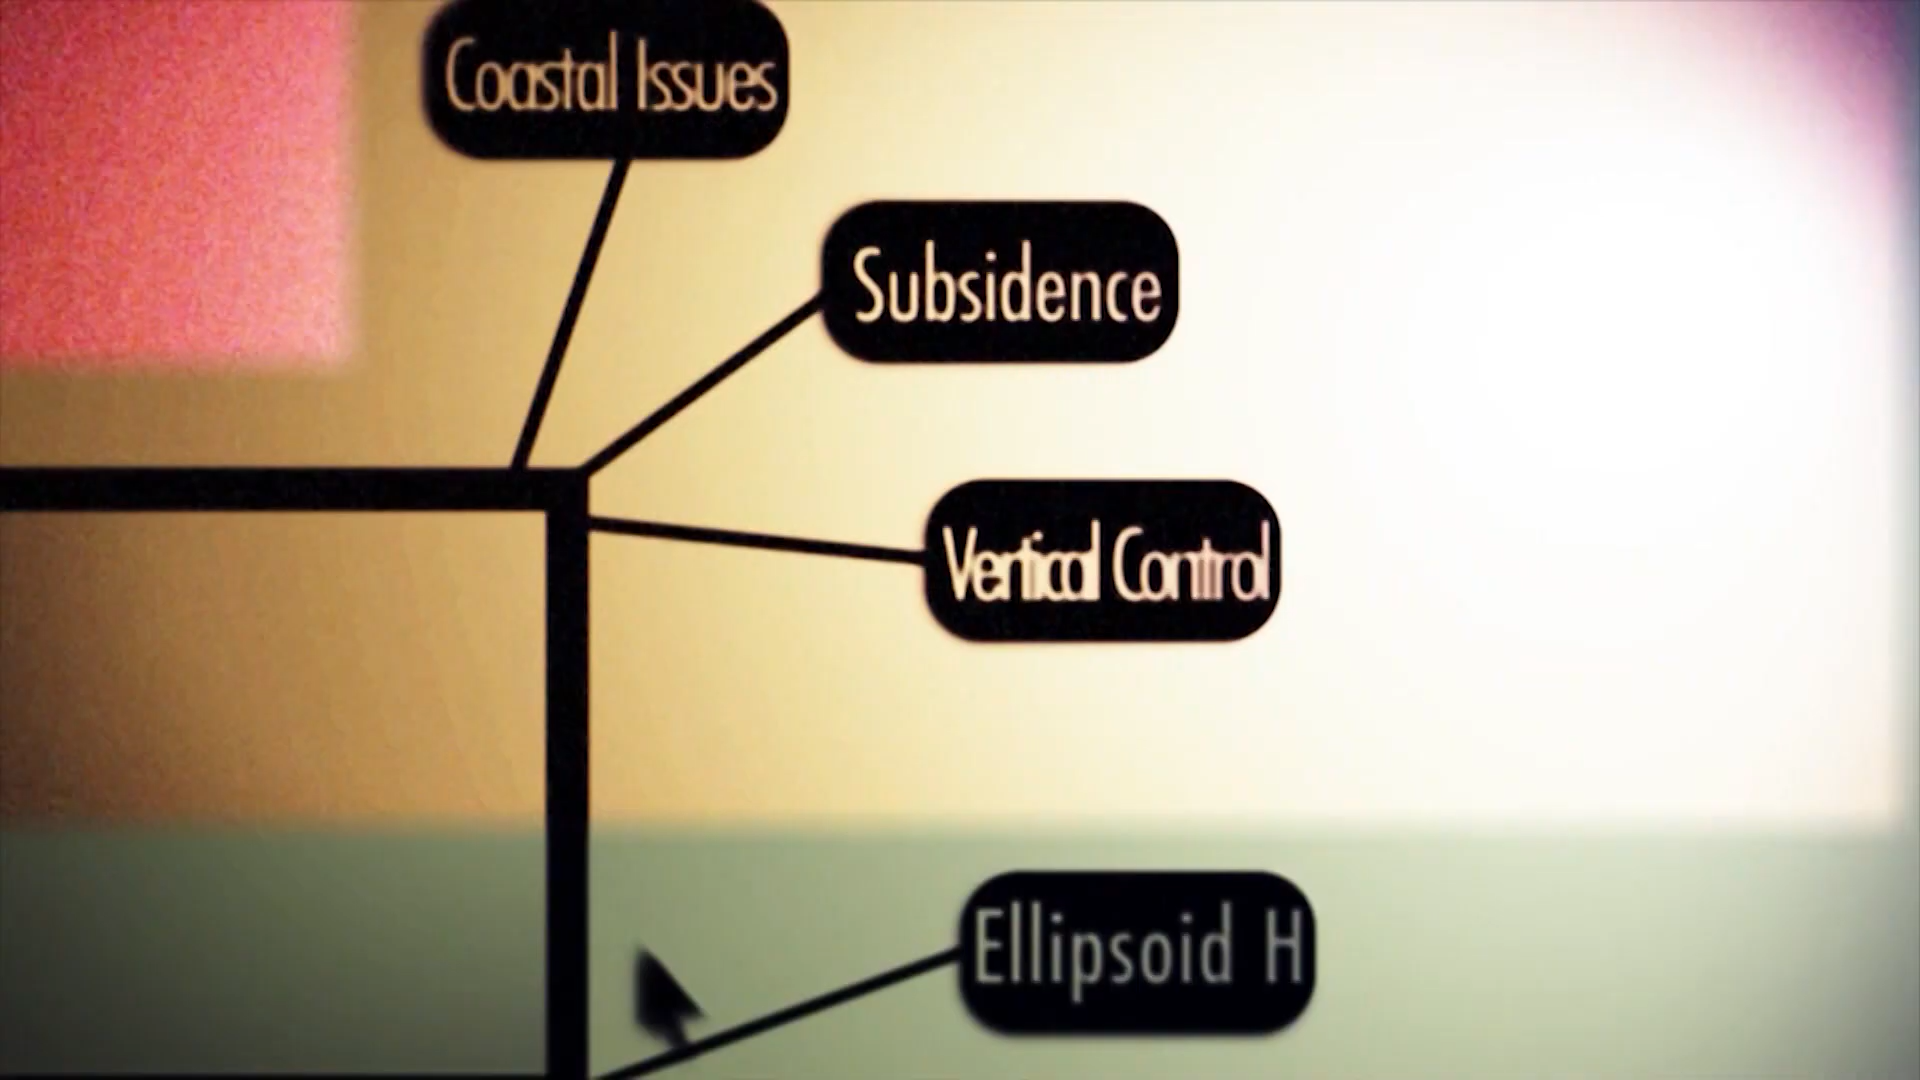 Coastal Issues
Subsidence
Vertical Control
Ellipsoid H